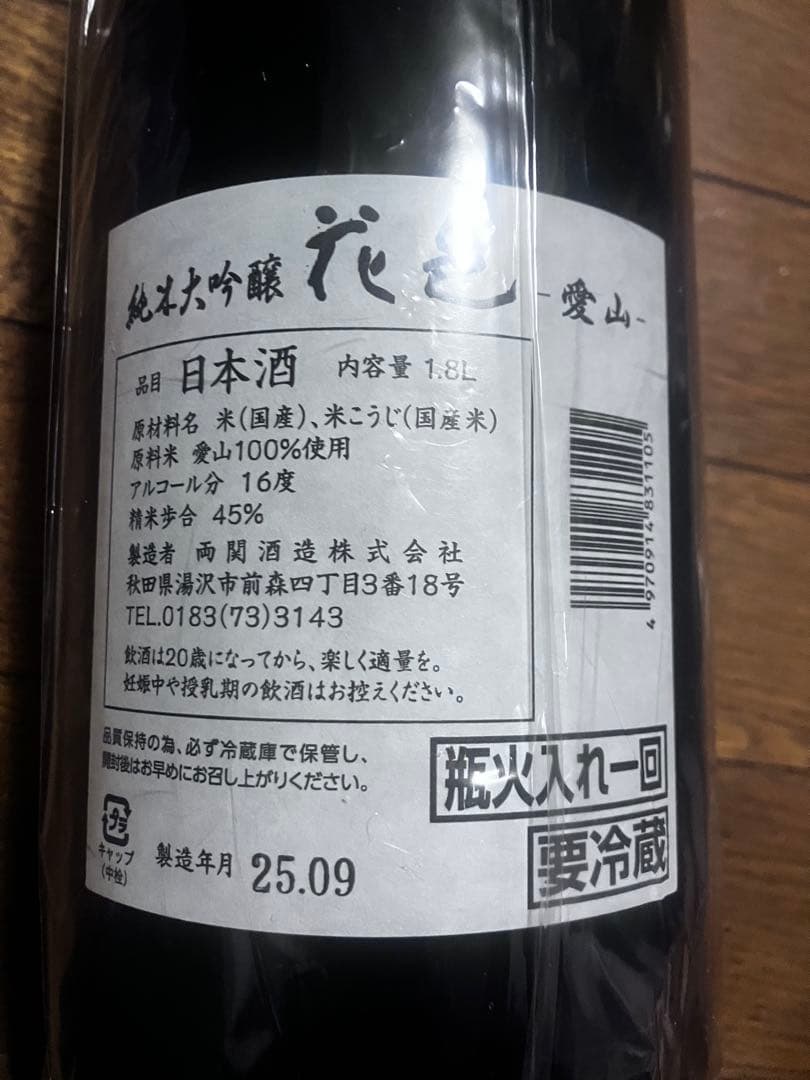 純米大吟醸 花邑 -愛山-
品目 日本酒 内容量 1.8L
原材料名 米(国産)、米こうじ(国産米)
原料米 愛山100%使用
アルコール分 16度
精米歩合 45%
製造者 両関酒造株式会社
秋田県湯沢市前森四丁目3番18号
TEL.0183(73)3143
飲酒は20歳になってから、楽しく適量を。
妊娠中や授乳期の飲酒はお控えください。
4 970914 831105
品質保持の為、必ず冷蔵庫で保管し、
開封後はお早めにお召し上がりください。
瓶火入れ一回
要冷蔵
プラ
キャップ
(中栓)
製造年月 25.09